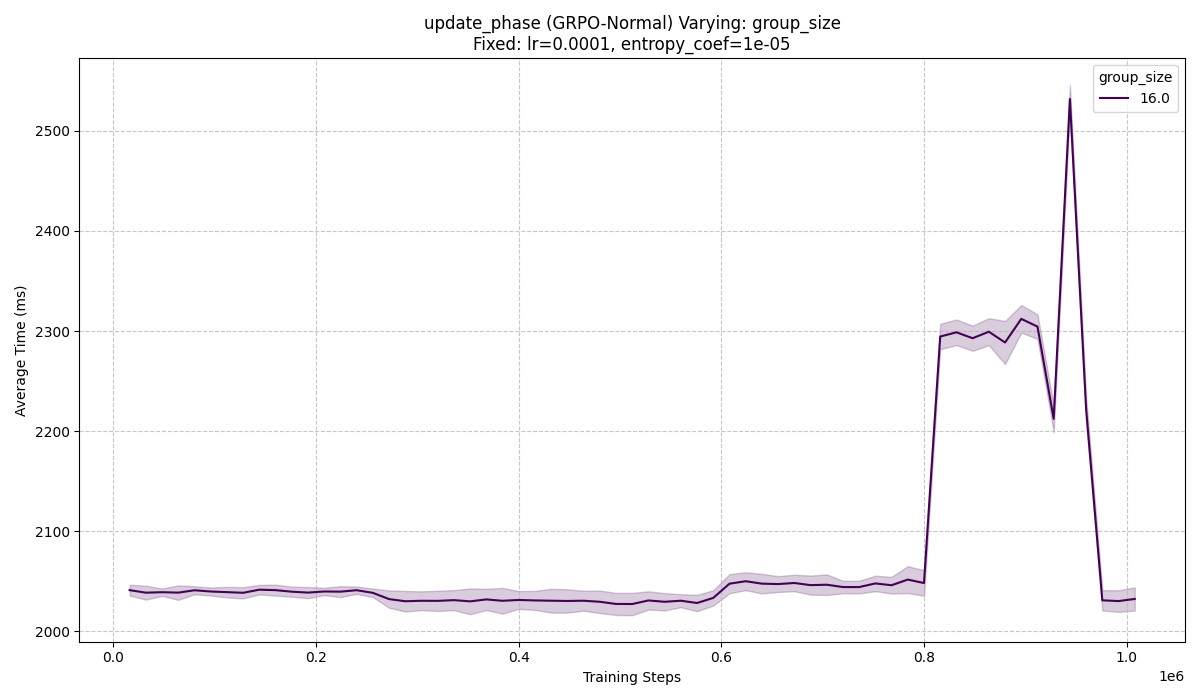 update_phase (GRPO-Normal) Varying: group_size
Fixed: lr=0.0001, entropy_coef=1e-05
group_size
16.0
2500
2400
2300
2200
2100
2000
Average Time (ms)
0.0 0.2 0.4 0.6 0.8 1.0
1e6
Training Steps